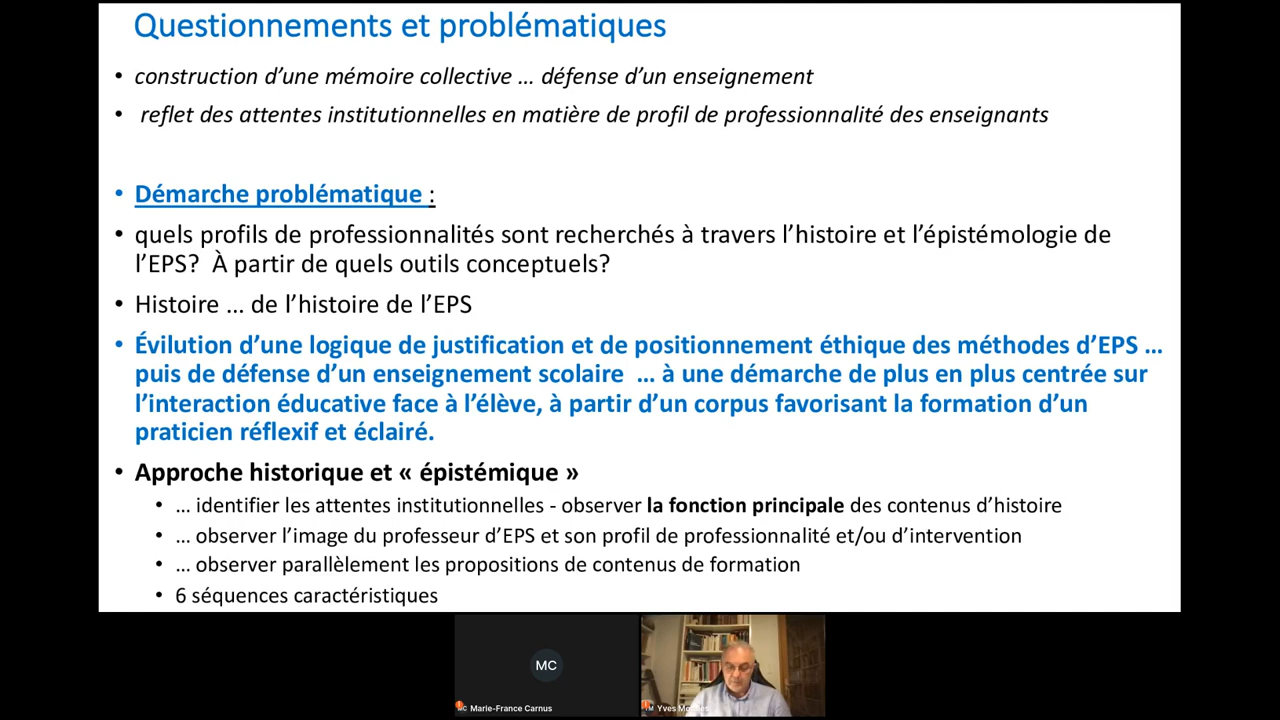 Questionnements et problématiques
• construction d’une mémoire collective … défense d’un enseignement
• reflet des attentes institutionnelles en matière de profil de professionnalité des enseignants
• Démarche problématique :
• quels profils de professionnalités sont recherchés à travers l’histoire et l’épistémologie de
l’EPS? À partir de quels outils conceptuels?
• Histoire … de l’histoire de l’EPS
• Évilution d’une logique de justification et de positionnement éthique des méthodes d’EPS …
puis de défense d’un enseignement scolaire … à une démarche de plus en plus centrée sur
l’interaction éducative face à l’élève, à partir d’un corpus favorisant la formation d’un
praticien réflexif et éclairé.
• Approche historique et « épistémique »
• … identifier les attentes institutionnelles - observer la fonction principale des contenus d’histoire
• … observer l’image du professeur d’EPS et son profil de professionnalité et/ou d’intervention
• … observer parallèlement les propositions de contenus de formation
• 6 séquences caractéristiques
MC
Marie-France Carnus
Yves